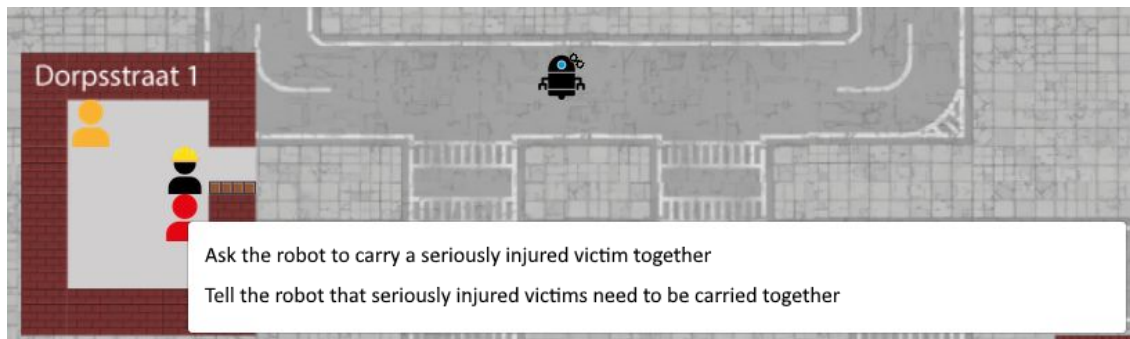 Dorpsstraat 1
Ask the robot to carry a seriously injured victim together
Tell the robot that seriously injured victims need to be carried together